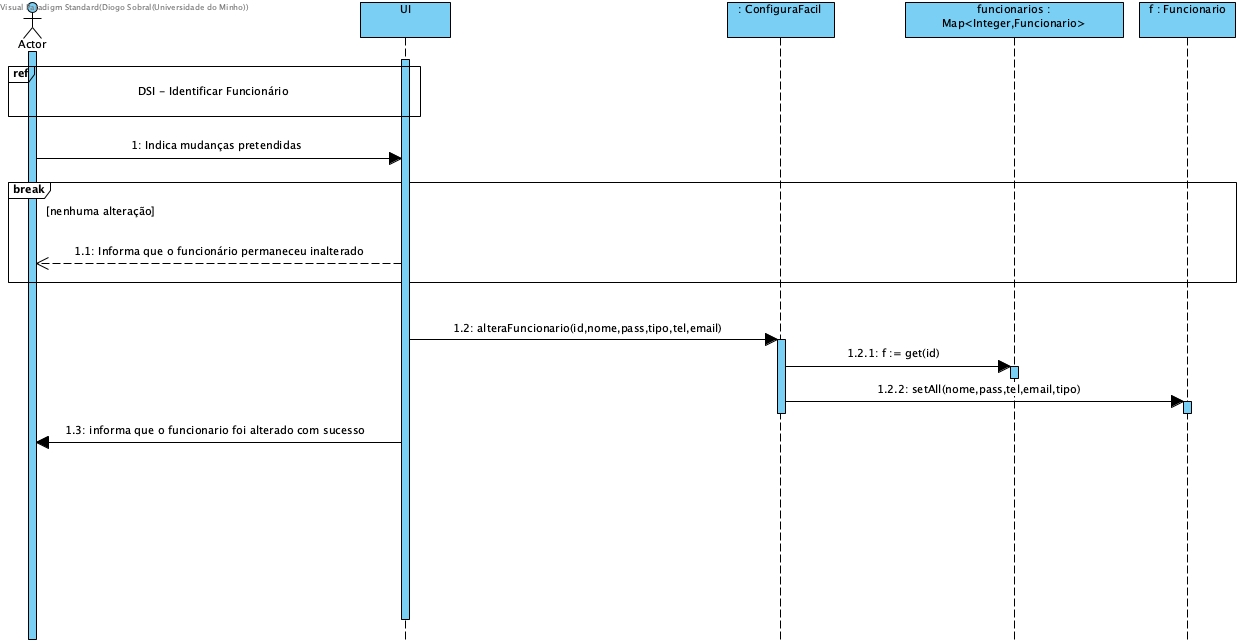 Visual Paradigm Standard(Diogo Sobral(Universidade do Minho))
Actor
UI
: ConfiguraFacil
funcionarios :
Map<Integer,Funcionario>
f : Funcionario
ref
DSI - Identificar Funcionário
1: Indica mudanças pretendidas
break
[nenhuma alteração]
1.1: Informa que o funcionário permaneceu inalterado
1.2: alteraFuncionario(id,nome,pass,tipo,tel,email)
1.2.1: f := get(id)
1.2.2: setAll(nome,pass,tel,email,tipo)
1.3: informa que o funcionario foi alterado com sucesso